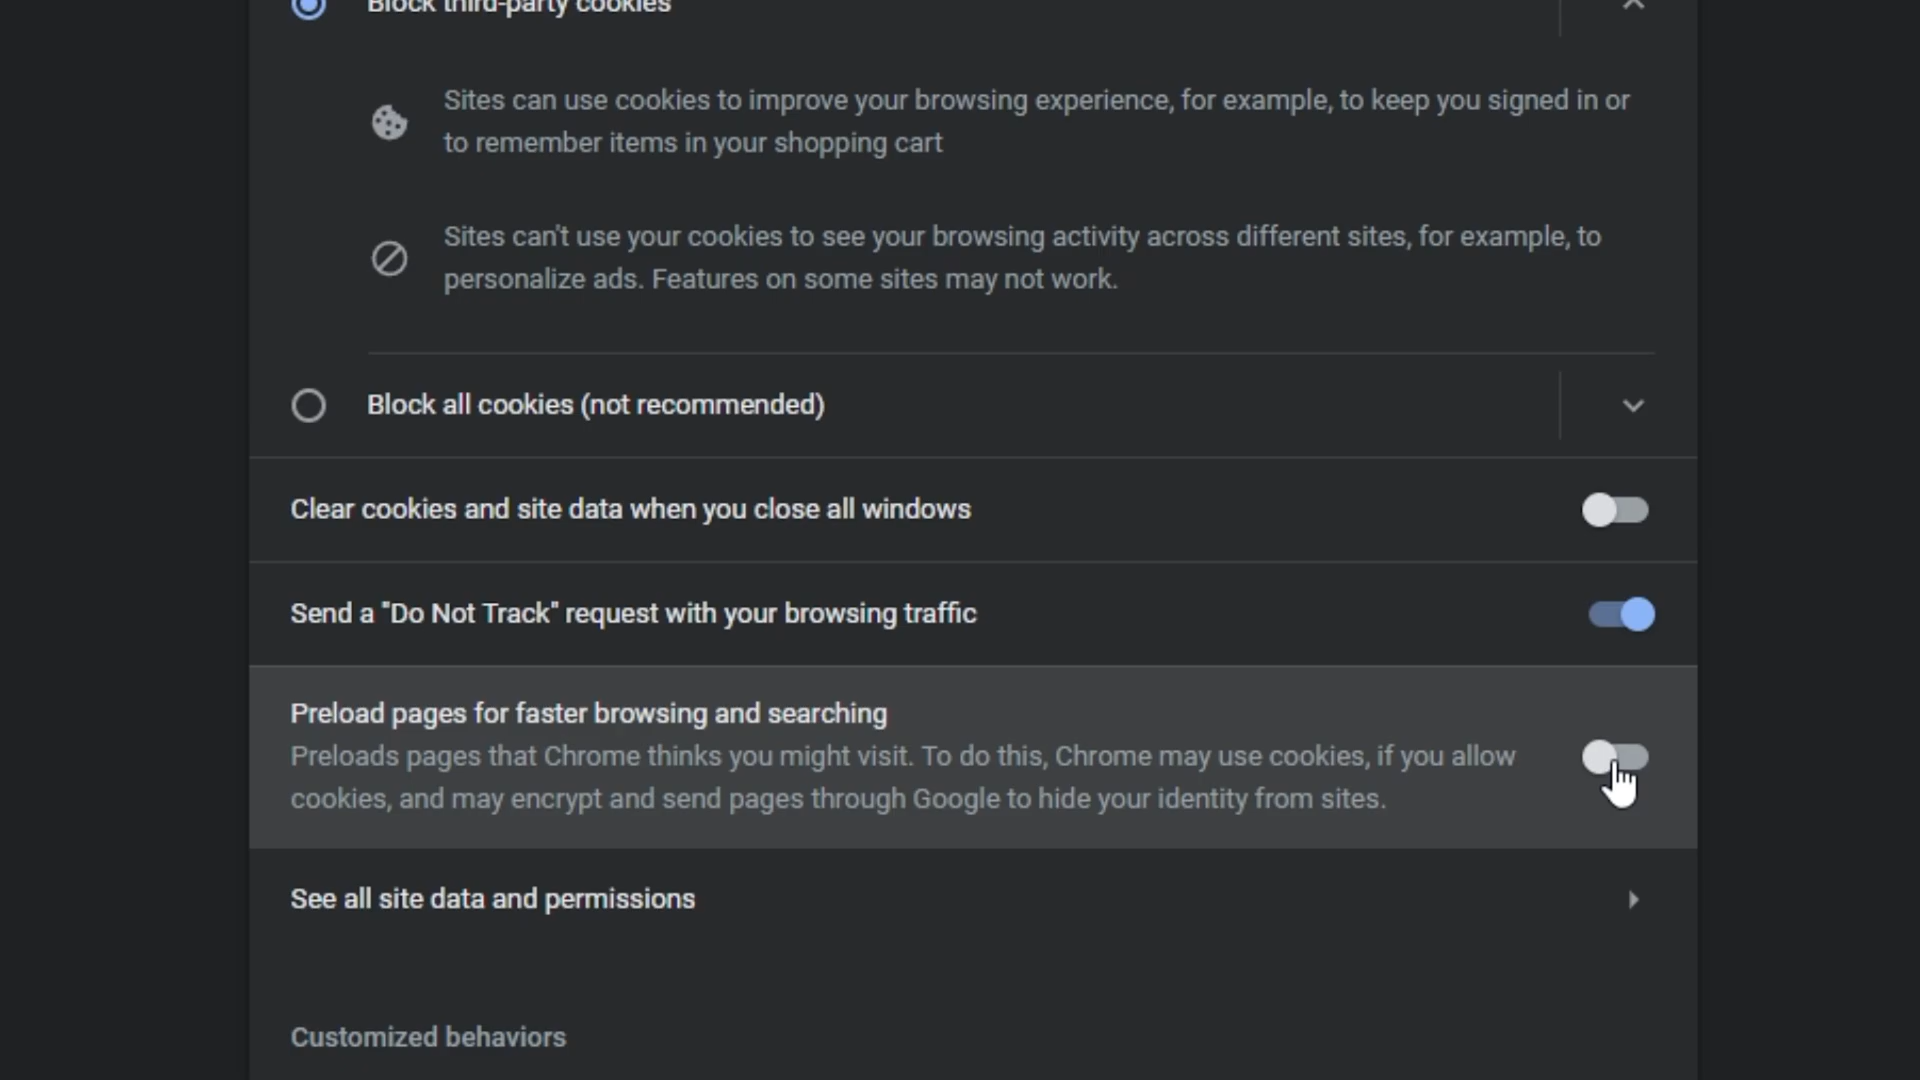 Block third-party cookies
Sites can use cookies to improve your browsing experience, for example, to keep you signed in or
to remember items in your shopping cart
Sites can't use your cookies to see your browsing activity across different sites, for example, to
personalize ads. Features on some sites may not work.
Block all cookies (not recommended)
Clear cookies and site data when you close all windows
Send a "Do Not Track" request with your browsing traffic
Preload pages for faster browsing and searching
Preloads pages that Chrome thinks you might visit. To do this, Chrome may use cookies, if you allow
cookies, and may encrypt and send pages through Google to hide your identity from sites.
See all site data and permissions
Customized behaviors